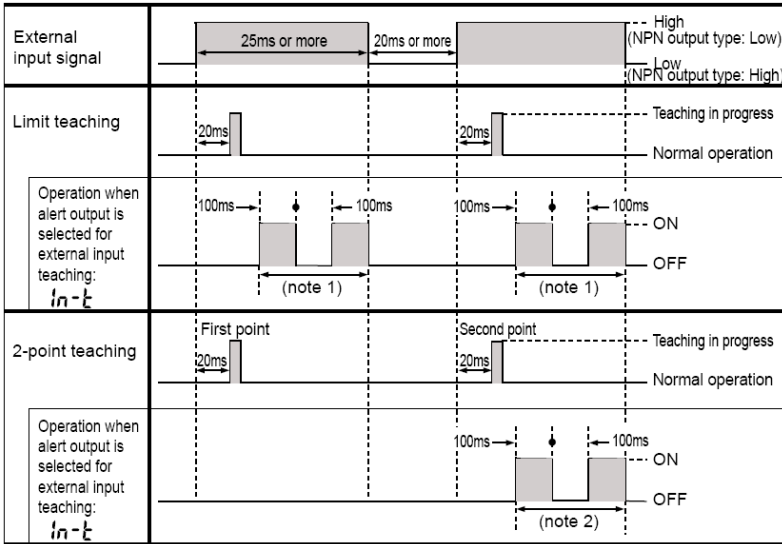 External
input signal
25ms or more
20ms or more
High
(NPN output type: Low)
Low
(NPN output type: High)
Limit teaching
20ms
20ms
Teaching in progress
Normal operation
Operation when
alert output is
selected for
external input
teaching:
In-t
100ms
100ms
100ms
100ms
ON
OFF
(note 1)
(note 1)
2-point teaching
First point
20ms
Second point
20ms
Teaching in progress
Normal operation
Operation when
alert output is
selected for
external input
teaching:
In-t
100ms
100ms
ON
OFF
(note 2)